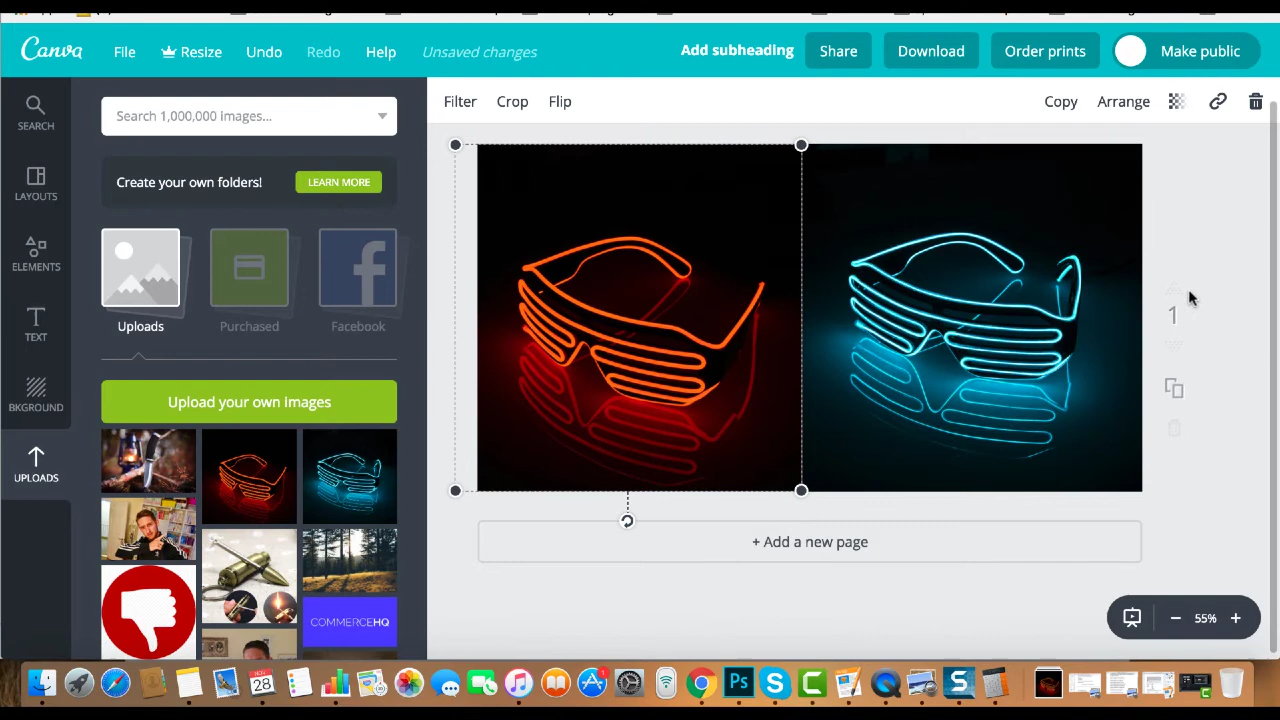 Canva File Resize Undo Redo Help Unsaved changes Add subheading Share Download Order prints Make public
Filter Crop Flip Copy Arrange
Search 1,000,000 images...
SEARCH
Create your own folders! LEARN MORE
LAYOUTS
ELEMENTS
Uploads Purchased Facebook
TEXT
1
BKGROUND
Upload your own images
UPLOADS
+ Add a new page
COMMERCEHQ
55%
NOV
28
Ps